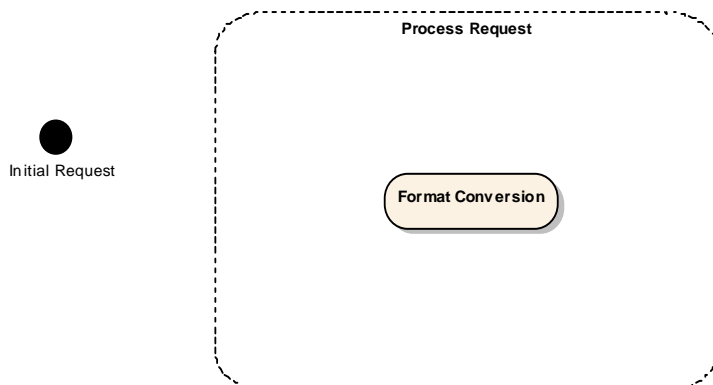 Process Request
Initial Request
Format Conversion